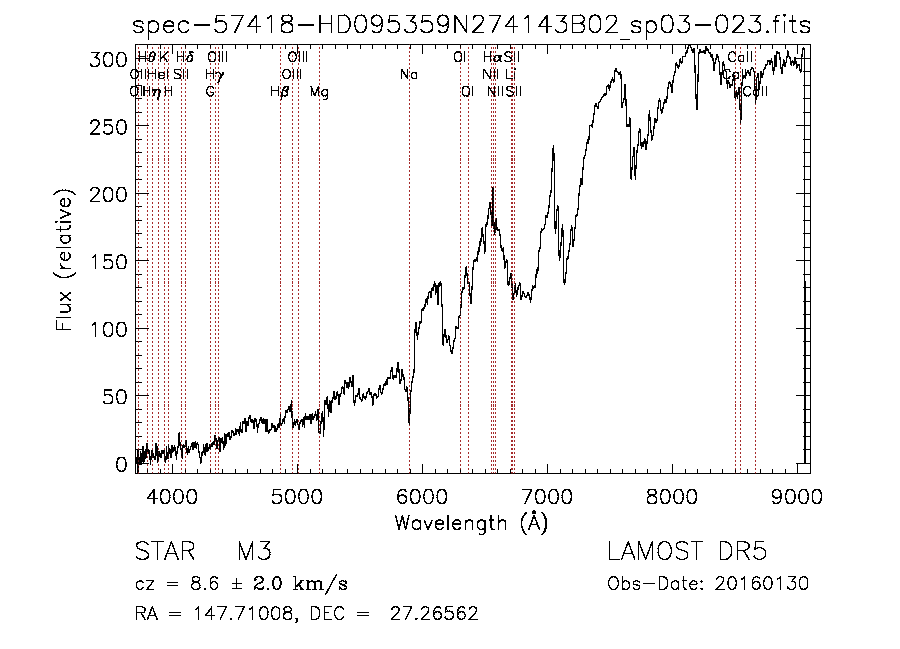 spec-57418-HD095359N274143B02_sp03-023.fits
Hθ K Hδ OIII OIII OI Hα SII CaII
OII HeI SII Hγ OIII NII Li CaII
OII Hη H G Hβ Mg Na OI NII SII CaII
300
250
200
150
100
50
0
Flux (relative)
4000 5000 6000 7000 8000 9000
Wavelength (Å)
STAR M3 LAMOST DR5
cz = 8.6 ± 2.0 km/s Obs-Date: 20160130
RA = 147.71008, DEC = 27.26562